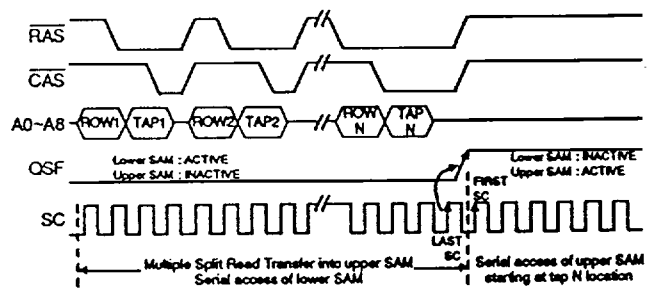 RAS
CAS
A0~A8 ROW1 TAP1 ROW2 TAP2 ROW N TAP N
QSF
Lower SAM : ACTIVE
Upper SAM : INACTIVE
Lower SAM : INACTIVE
Upper SAM : ACTIVE
FIRST SC
SC
LAST SC
Multiple Split Read Transfer into upper SAM
Serial access of lower SAM
Serial access of upper SAM
starting at tap N location